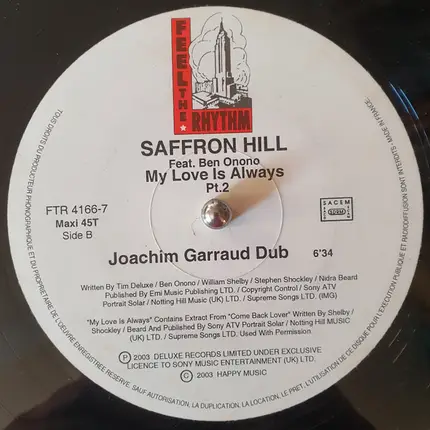 FEEL THE
RHYTHM
SAFFRON HILL
Feat. Ben Onono
My Love Is Always
Pt.2
FTR 4166-7
Maxi 45T
Side B
SACEM
SDRM
Joachim Garraud Dub 6'34
Written By Tim Deluxe / Ben Onono / William Shelby / Stephen Shockley / Nidra Beard
Published By Emi Music Publishing LTD. / Copyright Control / Sony ATV
Portrait Solar / Notting Hill Music (UK) LTD. / Supreme Songs LTD. (IMG)
"My Love Is Always" Contains Extract From "Come Back Lover" Written By Shelby /
Shockley / Beard And Published By Sony ATV Portrait Solar / Notting Hill MUSIC
(UK) LTD. / Supreme Songs LTD. Used With Permission
Ⓟ 2003 DELUXE RECORDS LIMITED UNDER EXCLUSIVE
LICENCE TO SONY MUSIC ENTERTAINMENT (UK) LTD.
© 2003 HAPPY MUSIC
TOUS DROITS DU PRODUCTEUR PHONOGRAPHIQUE ET DU PROPRIETAIRE DE L'OEUVRE ENREGISTREE RESERVES. SAUF AUTORISATION, LA DUPLICATION, LA LOCATION, LE PRET, L'UTILISATION DE CE DISQUE POUR EXECUTION PUBLIQUE ET RADIODIFFUSION SONT INTERDITS. MADE IN FRANCE.